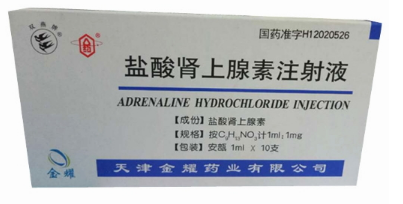 双燕牌
国药准字H12020526
盐酸肾上腺素注射液
ADRENALINE HYDROCHLORIDE INJECTION
【成份】盐酸肾上腺素
【规格】按C₉H₁₃NO₃计1ml:1mg
【包装】安瓿 1ml × 10支
金耀
天津金耀药业有限公司